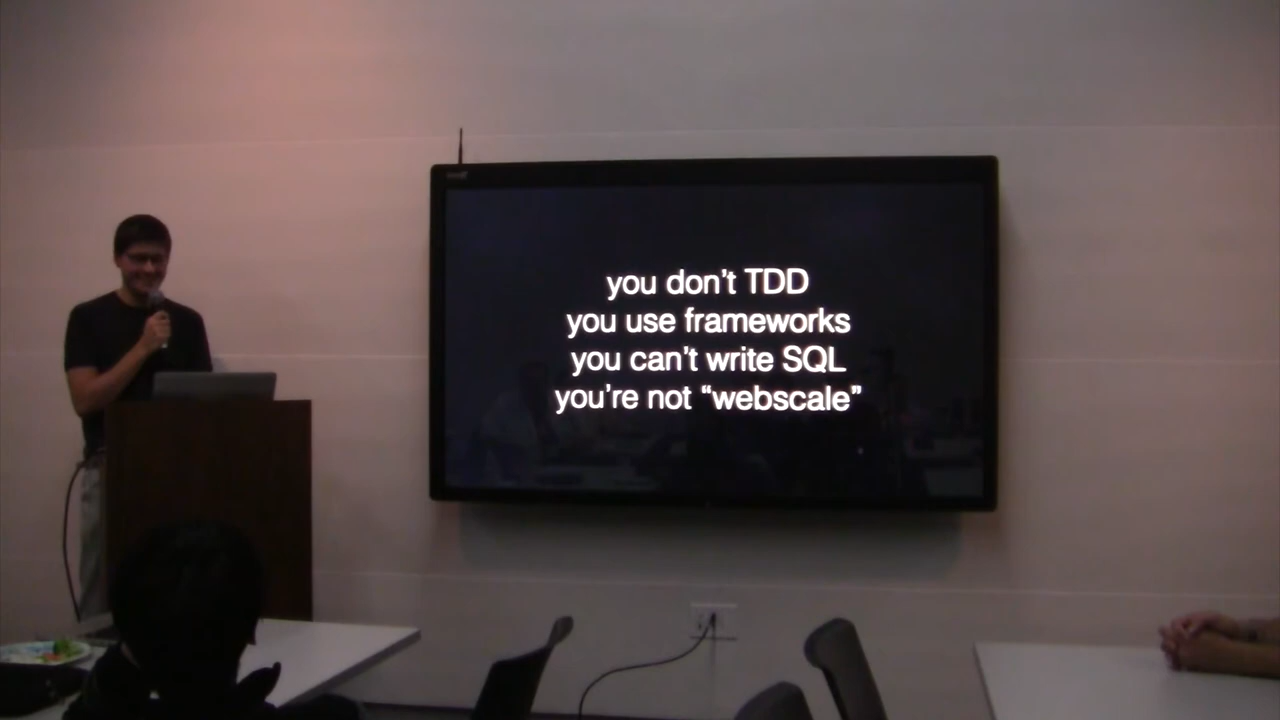 you don't TDD
you use frameworks
you can't write SQL
you're not “webscale”